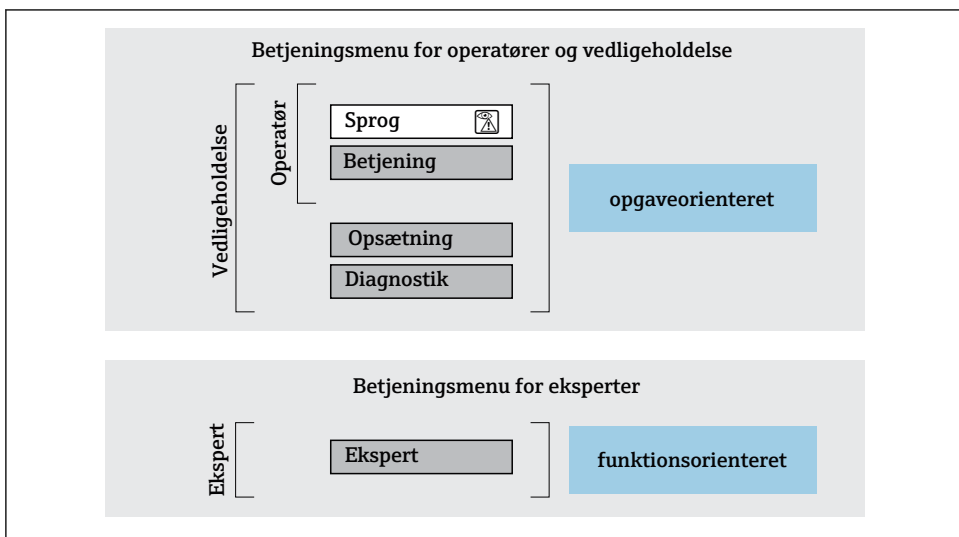 Betjeningsmenu for operatører og vedligeholdelse
Vedligeholdelse
Operatør
Sprog
Betjening
Opsætning
Diagnostik
opgaveorienteret
Betjeningsmenu for eksperter
Ekspert
Ekspert
funktionsorienteret